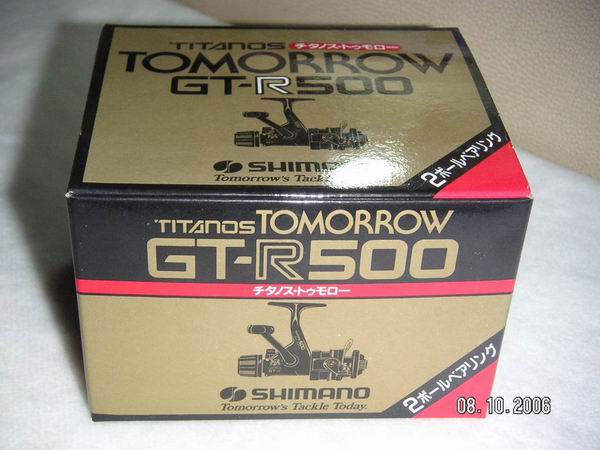 TITANOS チタノス・トゥモロー
TOMORROW
GT-R500
SHIMANO
Tomorrow's Tackle Today.
2ボールベアリング
TITANOS TOMORROW
GT-R500
チタノス・トゥモロー
SHIMANO
Tomorrow's Tackle Today.
2ボールベアリング
08.10.2006